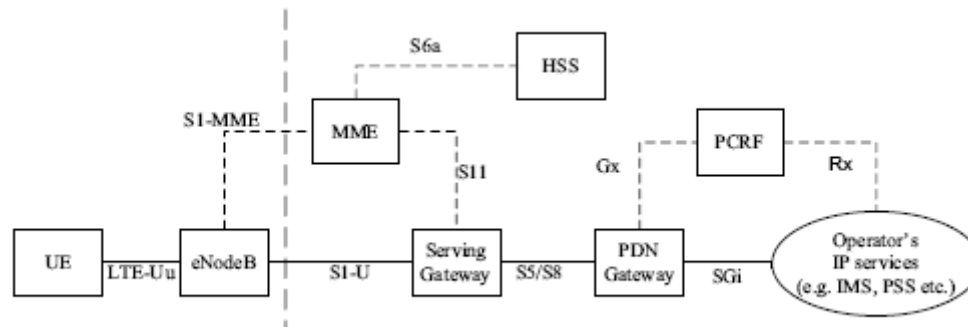 S6a
HSS
S1-MME
MME
PCRF
S11
Gx
Rx
UE
LTE-Uu
eNodeB
S1-U
Serving
Gateway
S5/S8
PDN
Gateway
SGi
Operator's
IP services
(e.g. IMS, PSS etc.)